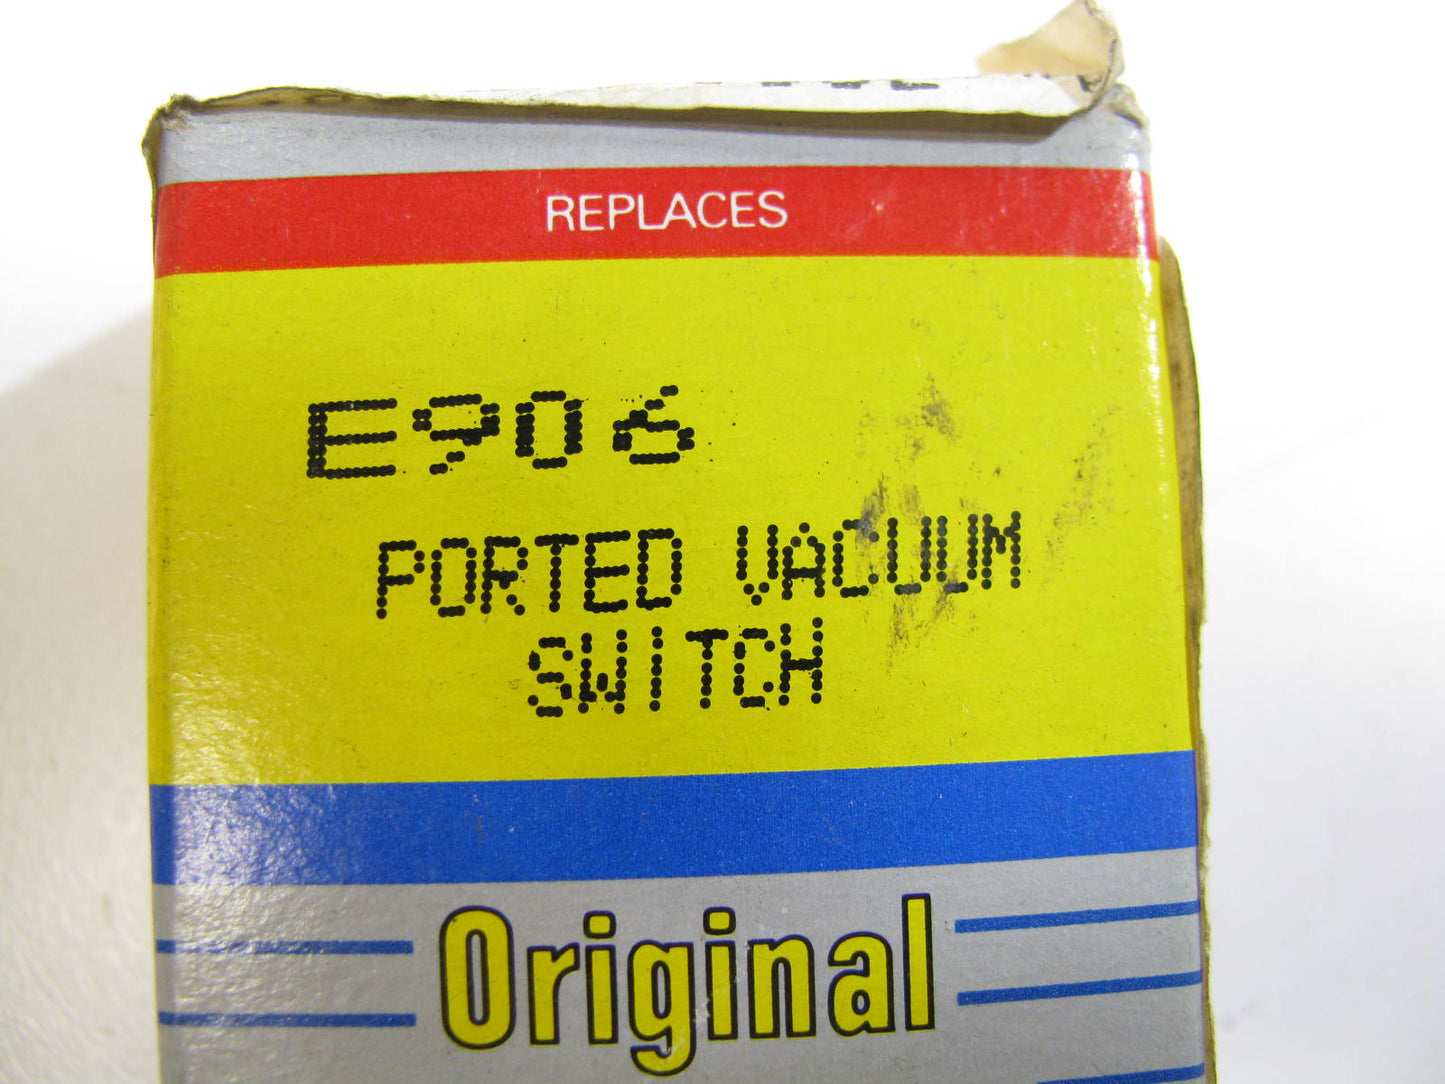 REPLACES
E906
PORTED VACUUM
SWITCH
Original